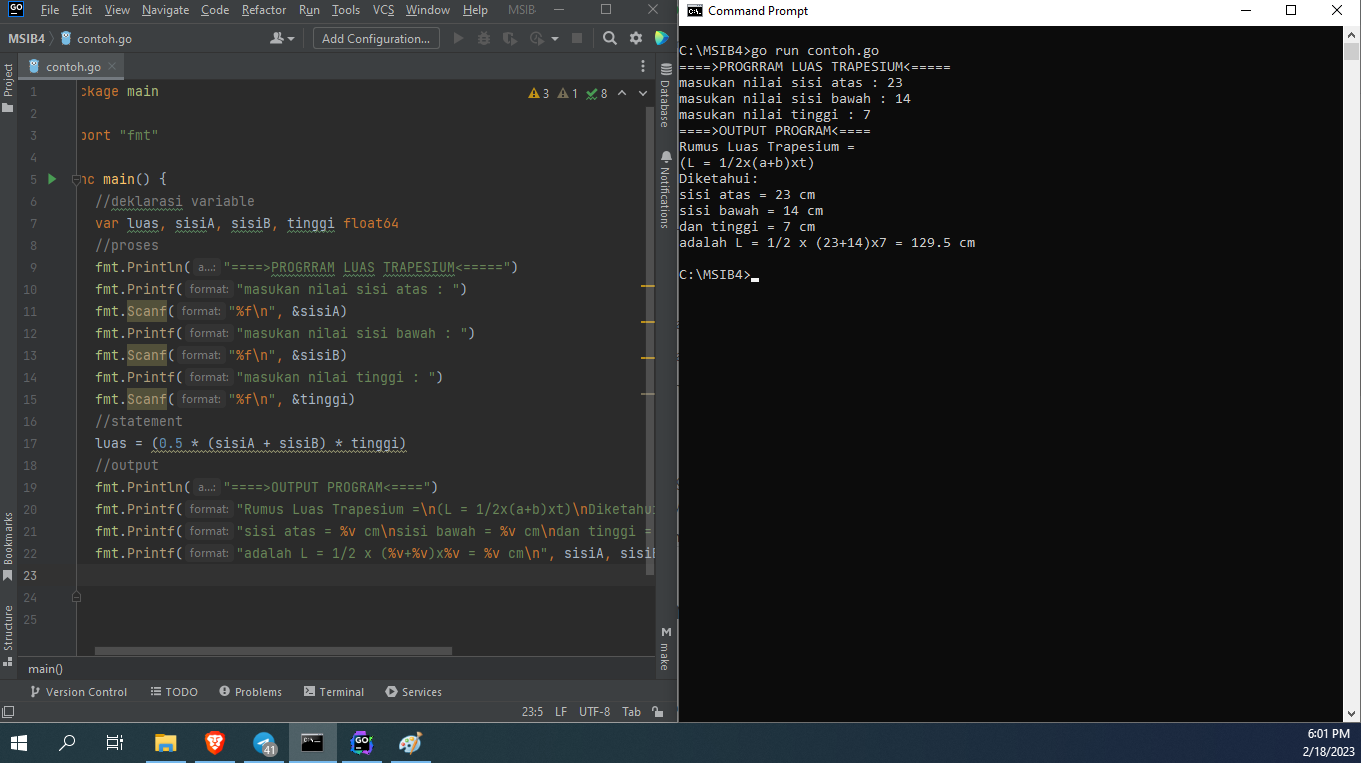 File Edit View Navigate Code Refactor Run Tools VCS Window Help MSIB
MSIB4 contoh.go Add Configuration...
contoh.go
Project
Bookmarks
Structure
Database
Notifications
make
3 1 8
1 ckage main
2
3 port "fmt"
4
5 nc main() {
6 //deklarasi variable
7 var luas, sisiA, sisiB, tinggi float64
8 //proses
9 fmt.Println( a...: "====>PROGRRAM LUAS TRAPESIUM<=====")
10 fmt.Printf( format: "masukan nilai sisi atas : ")
11 fmt.Scanf( format: "%f\n", &sisiA)
12 fmt.Printf( format: "masukan nilai sisi bawah : ")
13 fmt.Scanf( format: "%f\n", &sisiB)
14 fmt.Printf( format: "masukan nilai tinggi : ")
15 fmt.Scanf( format: "%f\n", &tinggi)
16 //statement
17 luas = (0.5 * (sisiA + sisiB) * tinggi)
18 //output
19 fmt.Println( a...: "====>OUTPUT PROGRAM<====")
20 fmt.Printf( format: "Rumus Luas Trapesium =\n(L = 1/2x(a+b)xt)\nDiketahu
21 fmt.Printf( format: "sisi atas = %v cm\nsisi bawah = %v cm\ndan tinggi =
22 fmt.Printf( format: "adalah L = 1/2 x (%v+%v)x%v = %v cm\n", sisiA, sisiB
23
24
25
main()
Version Control TODO Problems Terminal Services
23:5 LF UTF-8 Tab
Command Prompt
C:\MSIB4>go run contoh.go
====>PROGRRAM LUAS TRAPESIUM<=====
masukan nilai sisi atas : 23
masukan nilai sisi bawah : 14
masukan nilai tinggi : 7
====>OUTPUT PROGRAM<====
Rumus Luas Trapesium =
(L = 1/2x(a+b)xt)
Diketahui:
sisi atas = 23 cm
sisi bawah = 14 cm
dan tinggi = 7 cm
adalah L = 1/2 x (23+14)x7 = 129.5 cm
C:\MSIB4>
41
GO
6:01 PM
2/18/2023